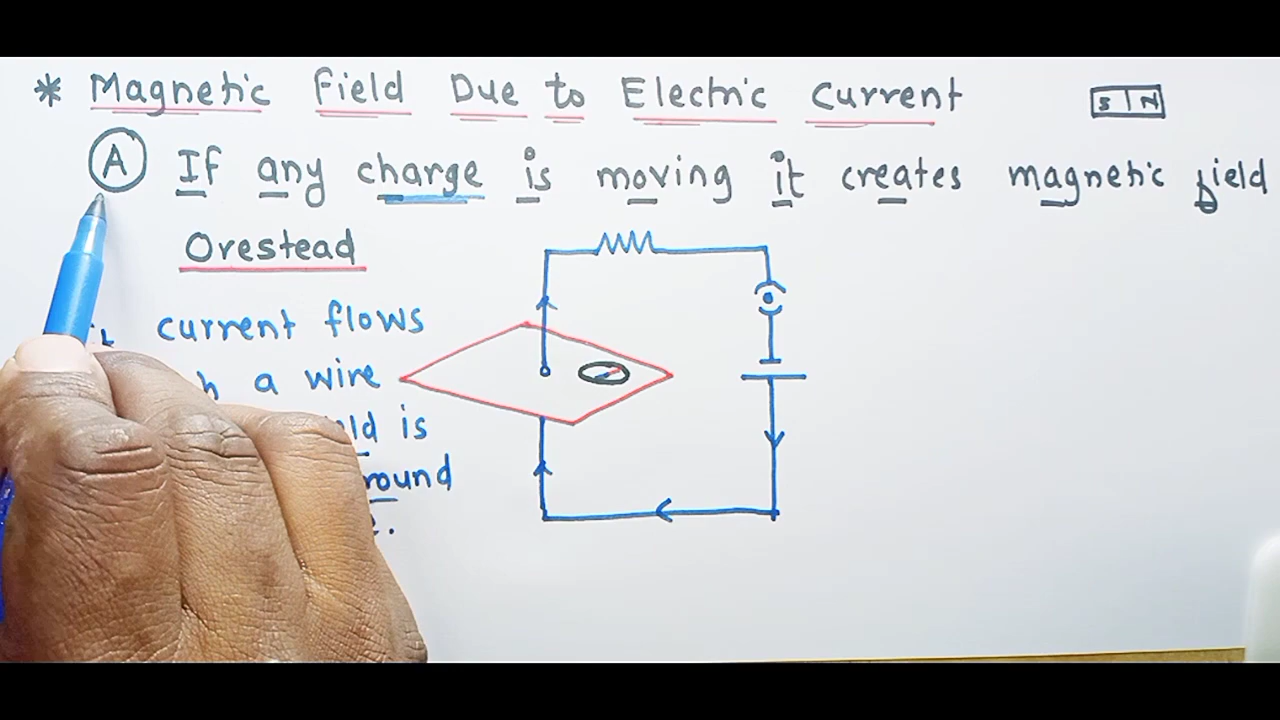 * Magnetic Field Due to Electric Current
S N
A If any charge is moving it creates magnetic field
Orestead
current flows
h a wire
ld is
round